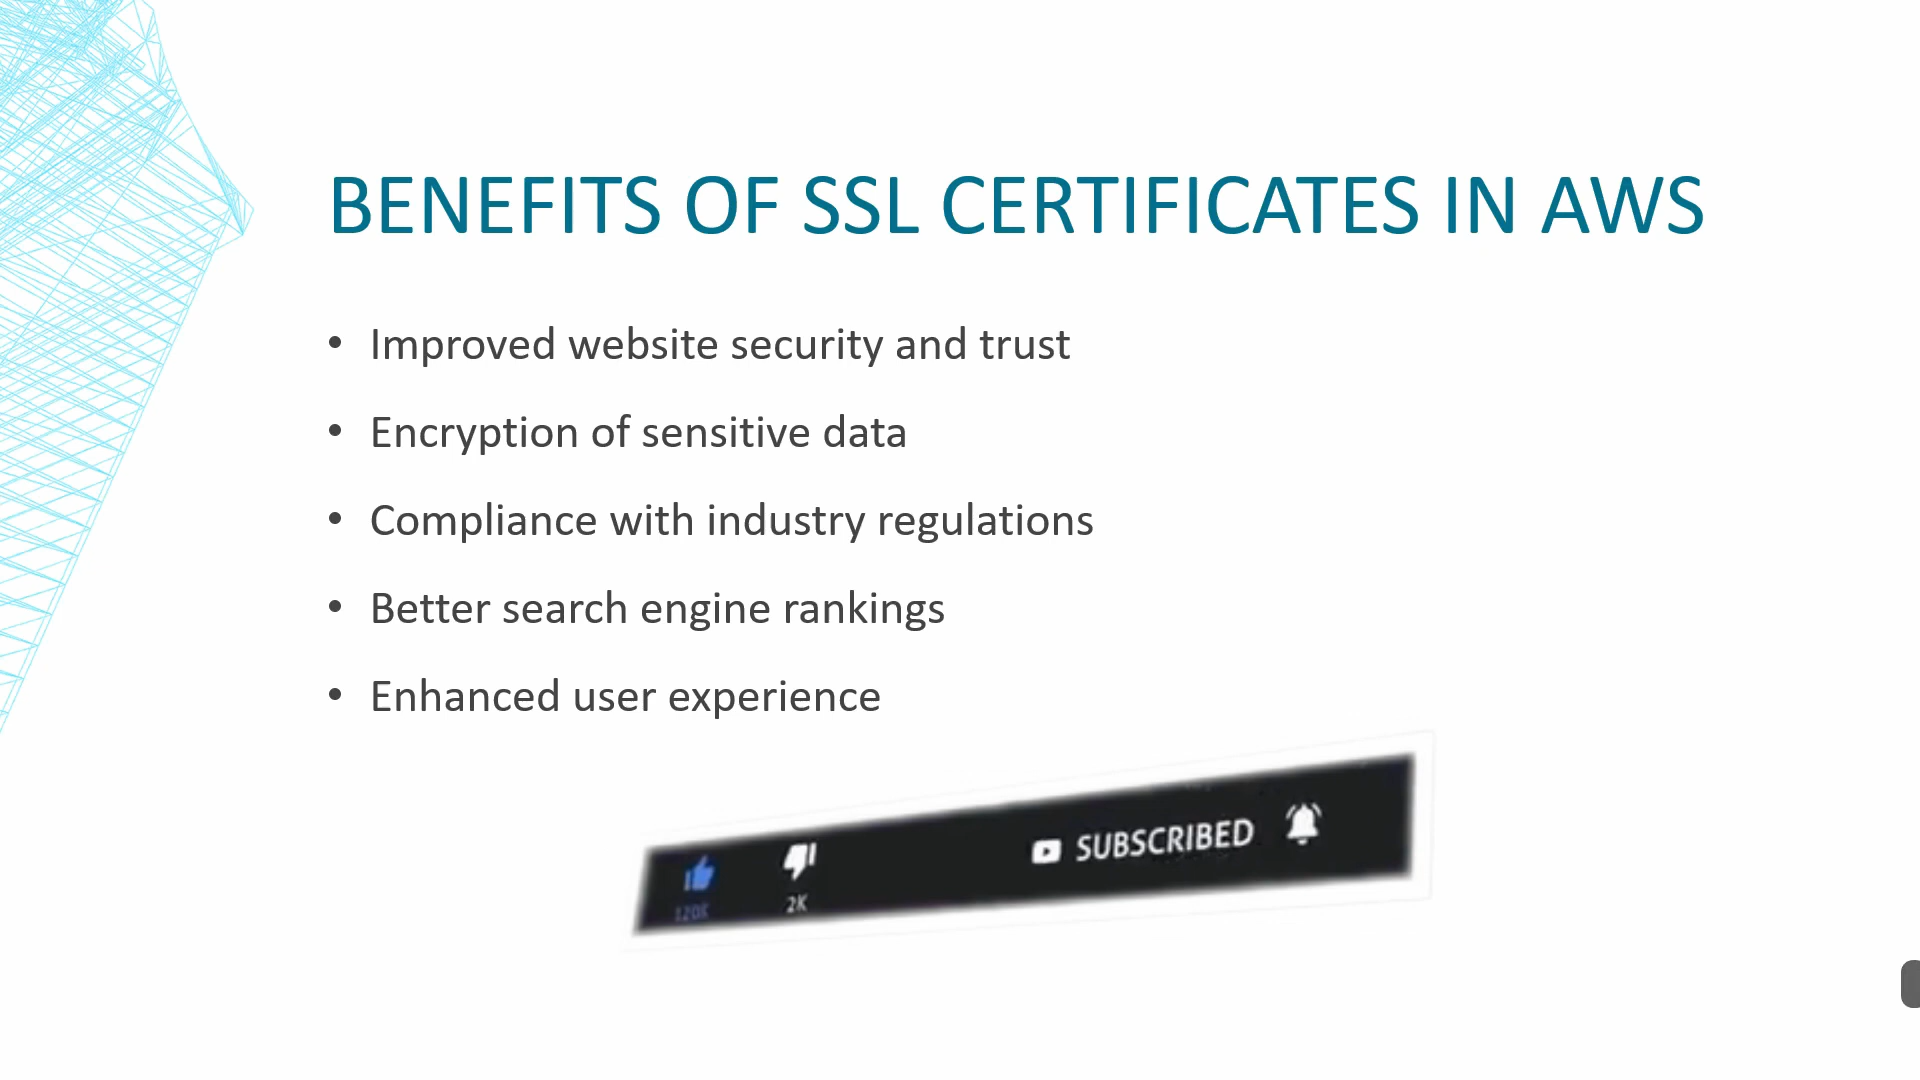 BENEFITS OF SSL CERTIFICATES IN AWS
• Improved website security and trust
• Encryption of sensitive data
• Compliance with industry regulations
• Better search engine rankings
• Enhanced user experience
SUBSCRIBED
2K